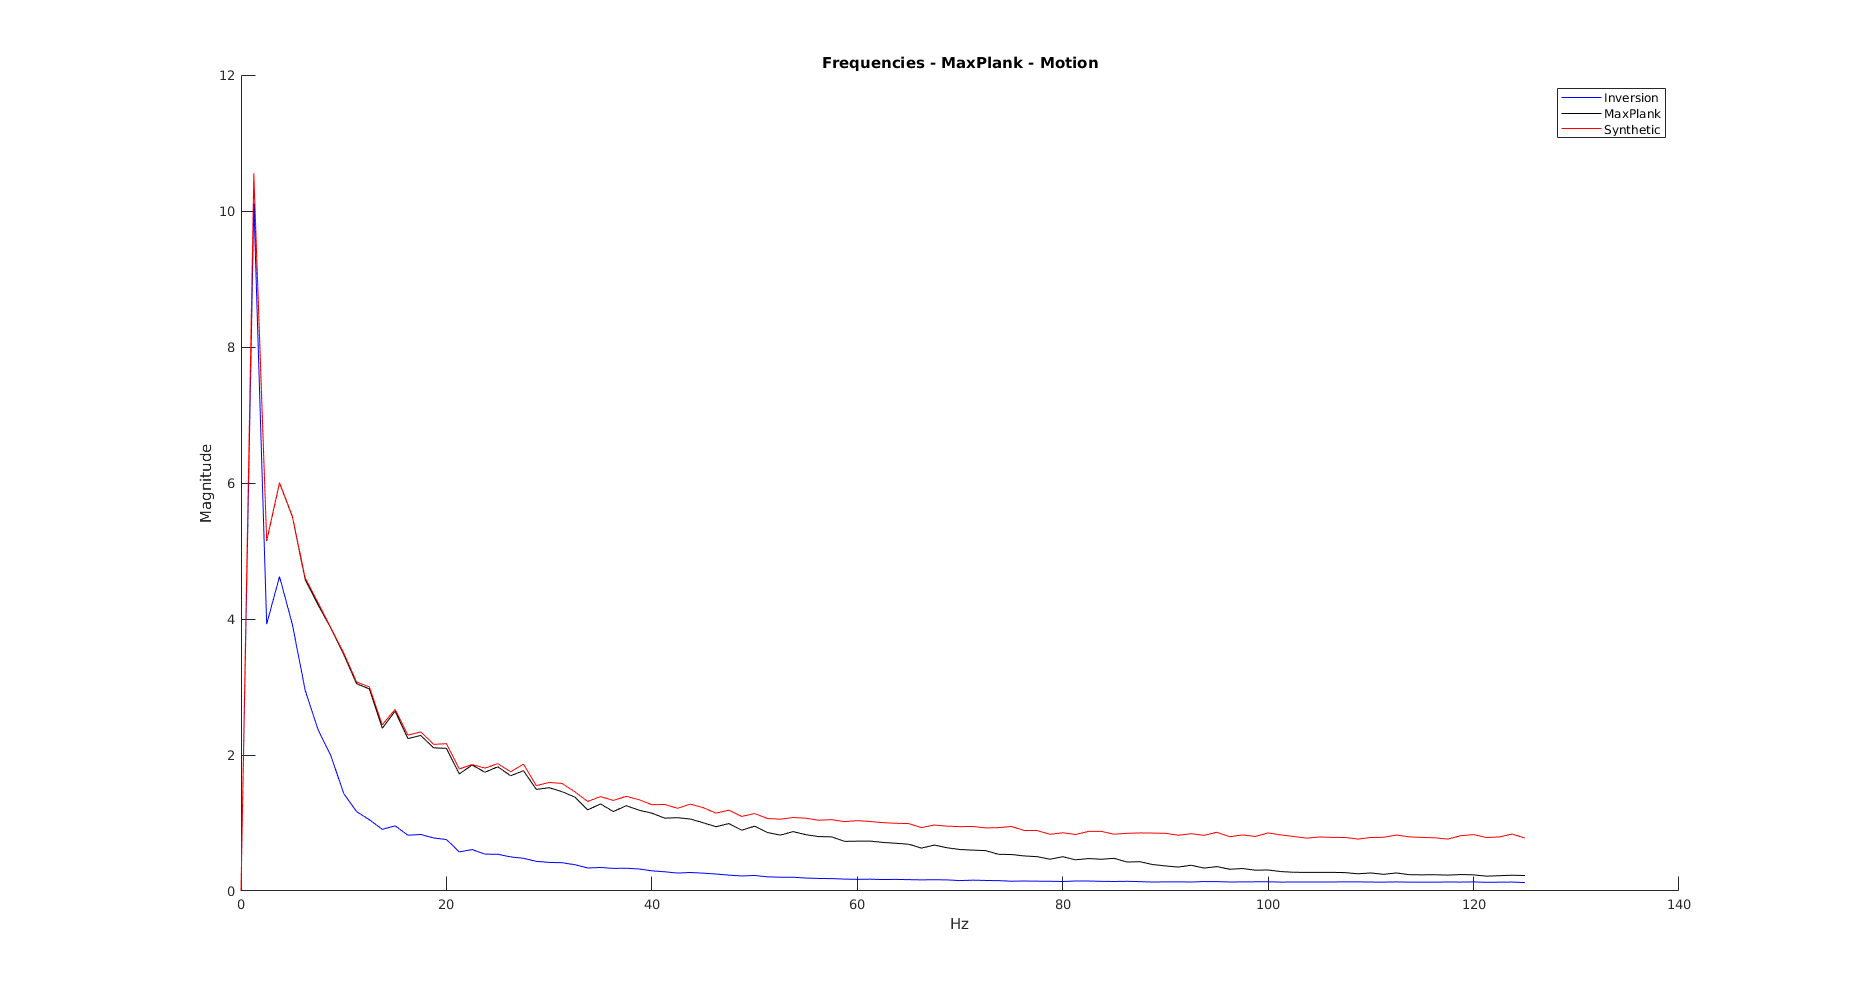 Frequencies - MaxPlank - Motion
12
Inversion
MaxPlank
Synthetic
10
8
6
4
2
0
Magnitude
0 20 40 60 80 100 120 140
Hz